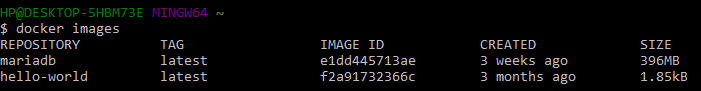 HP@DESKTOP-5HBM73E MINGW64 ~
$ docker images
REPOSITORY TAG IMAGE ID CREATED SIZE
mariadb latest e1dd445713ae 3 weeks ago 396MB
hello-world latest f2a91732366c 3 months ago 1.85kB